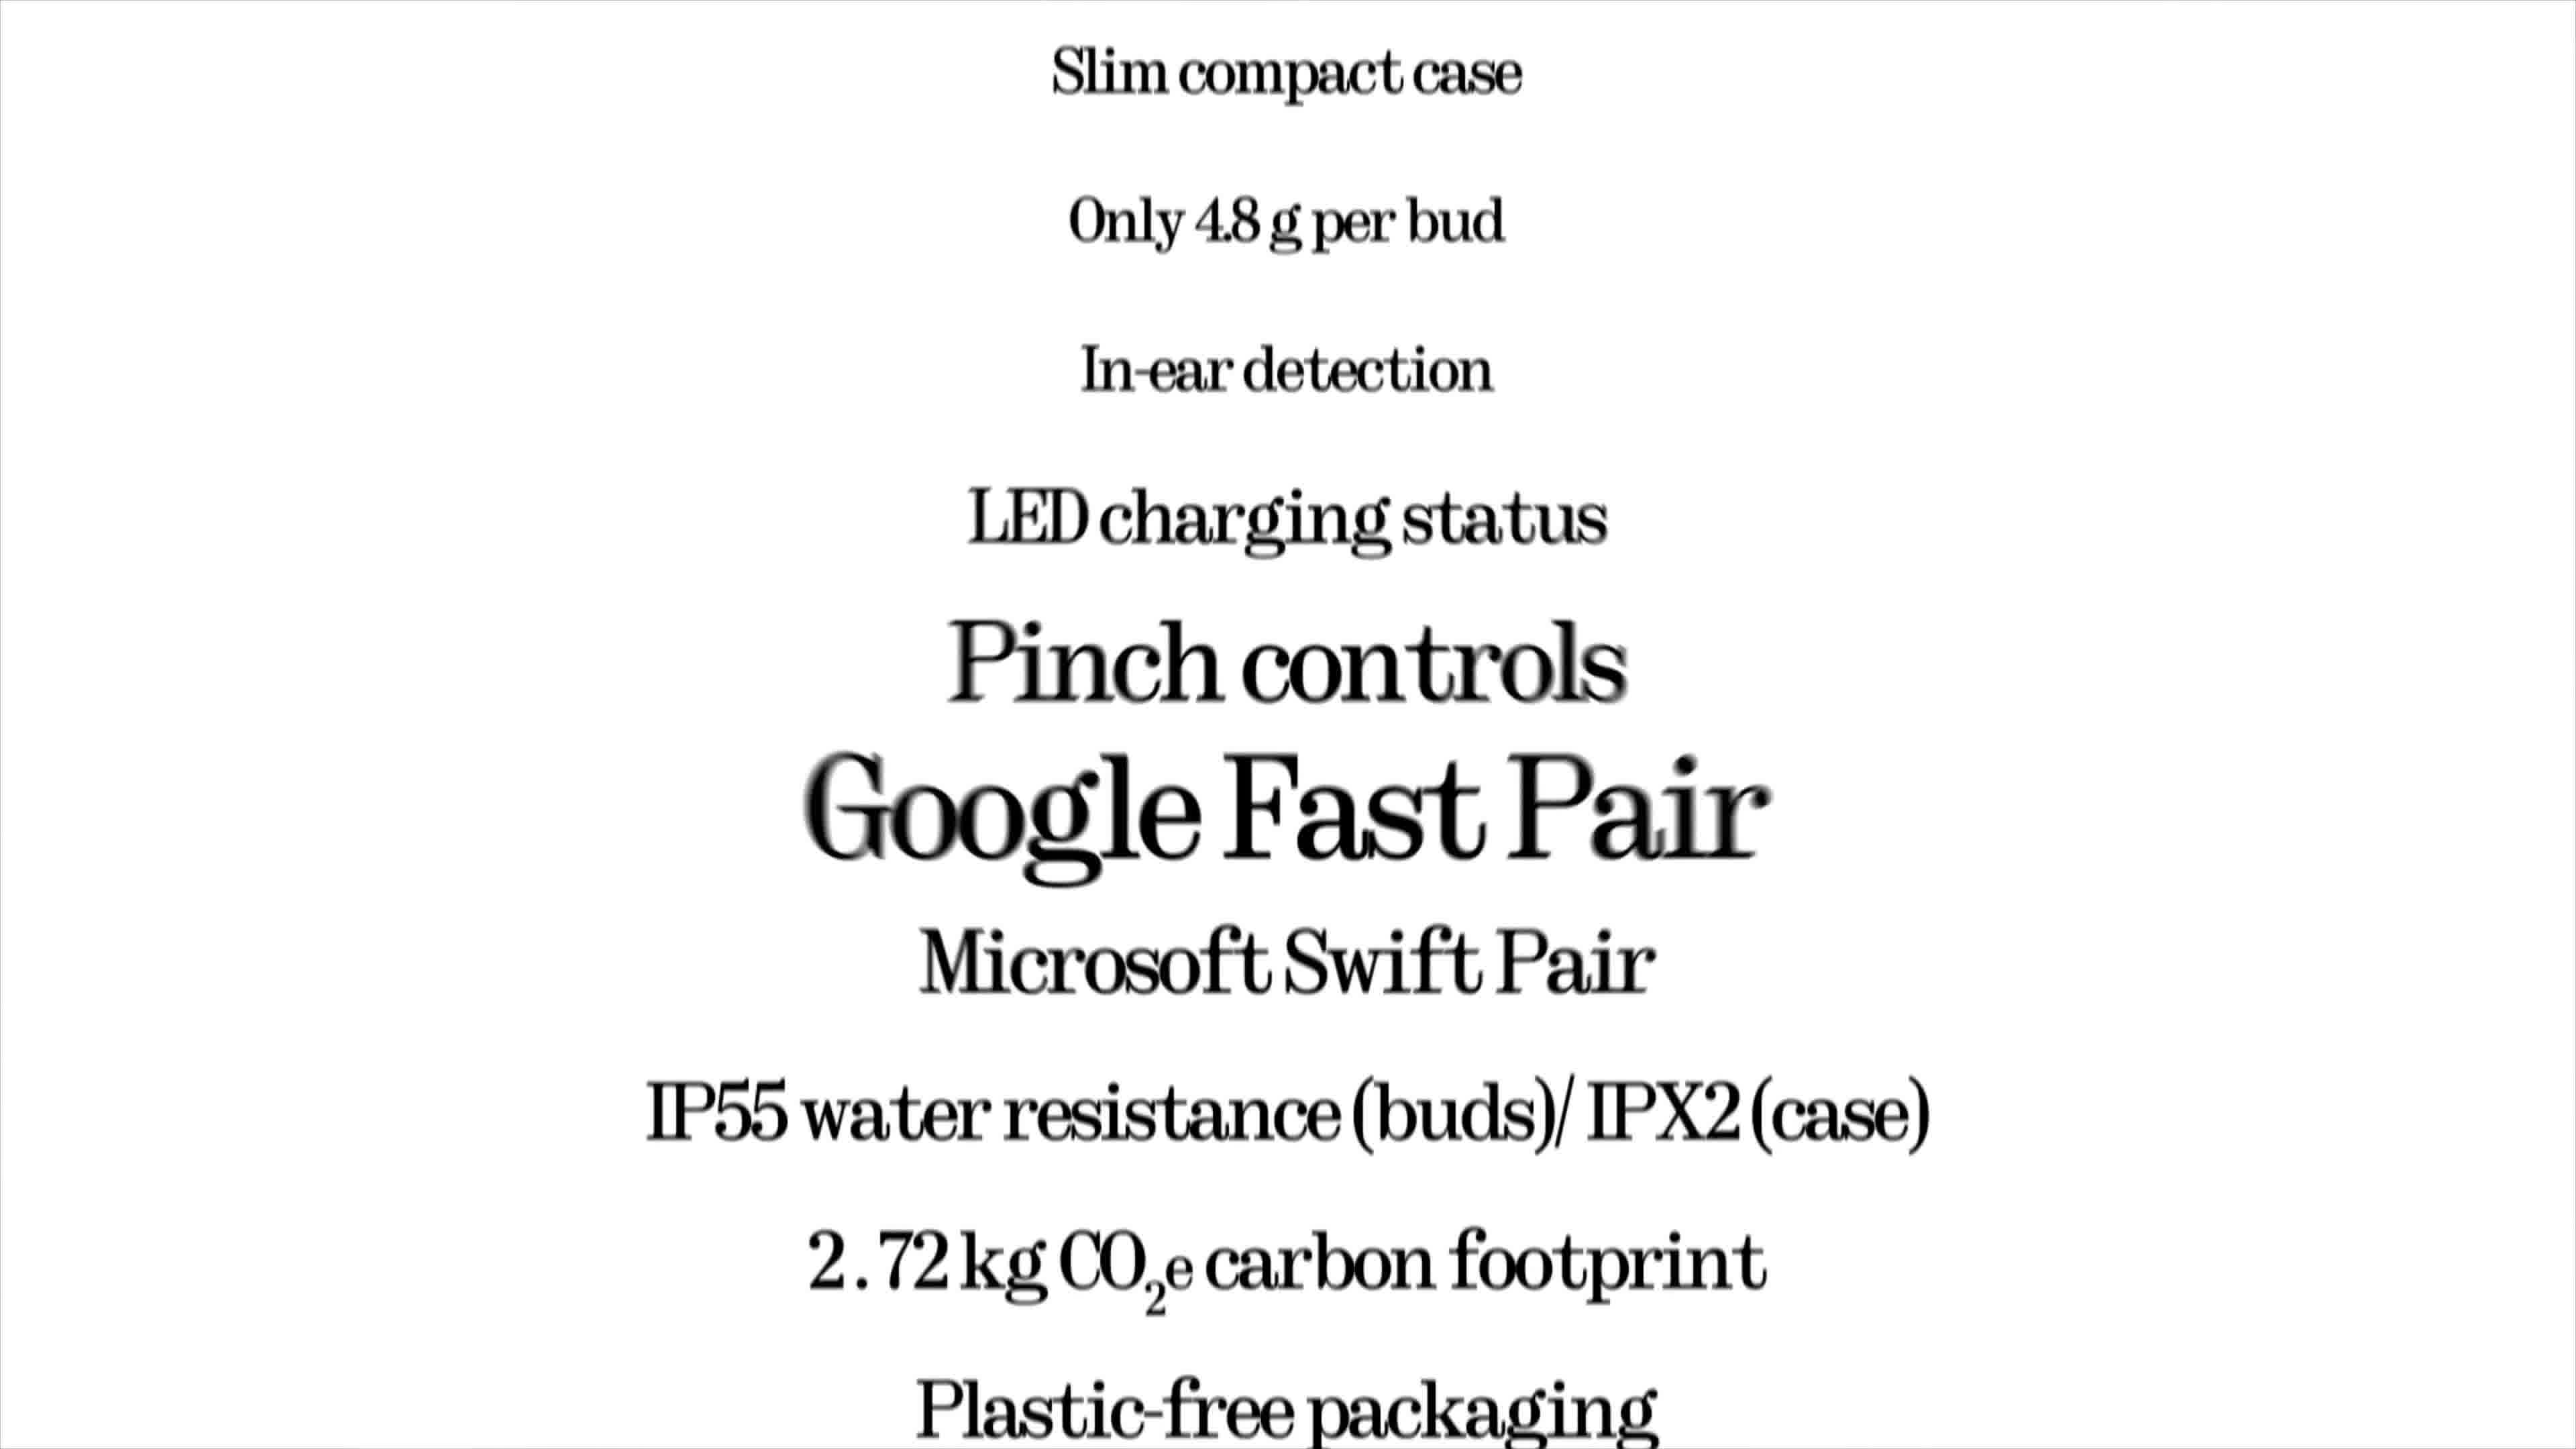 Slim compact case
Only 4.8 g per bud
In-ear detection
LED charging status
Pinch controls
Google Fast Pair
Microsoft Swift Pair
IP55 water resistance (buds)/ IPX2 (case)
2.72 kg CO₂e carbon footprint
Plastic-free packaging